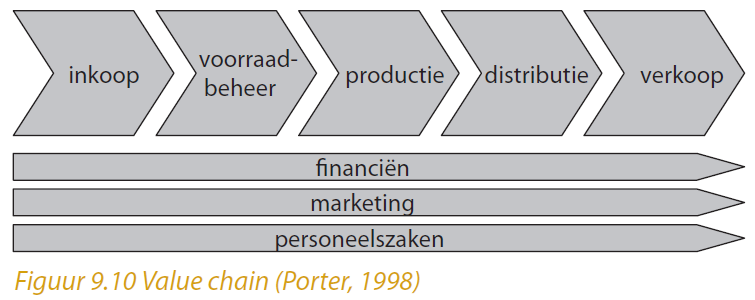 inkoop
voorraad-
beheer
productie
distributie
verkoop
financiën
marketing
personeelszaken
Figuur 9.10 Value chain (Porter, 1998)